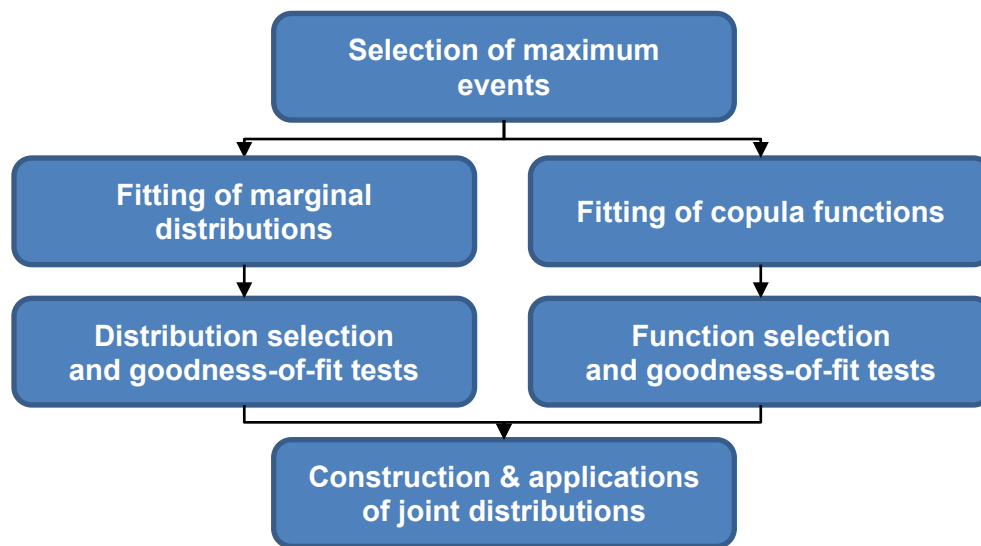 Selection of maximum
events
Fitting of marginal
distributions
Fitting of copula functions
Distribution selection
and goodness-of-fit tests
Function selection
and goodness-of-fit tests
Construction & applications
of joint distributions